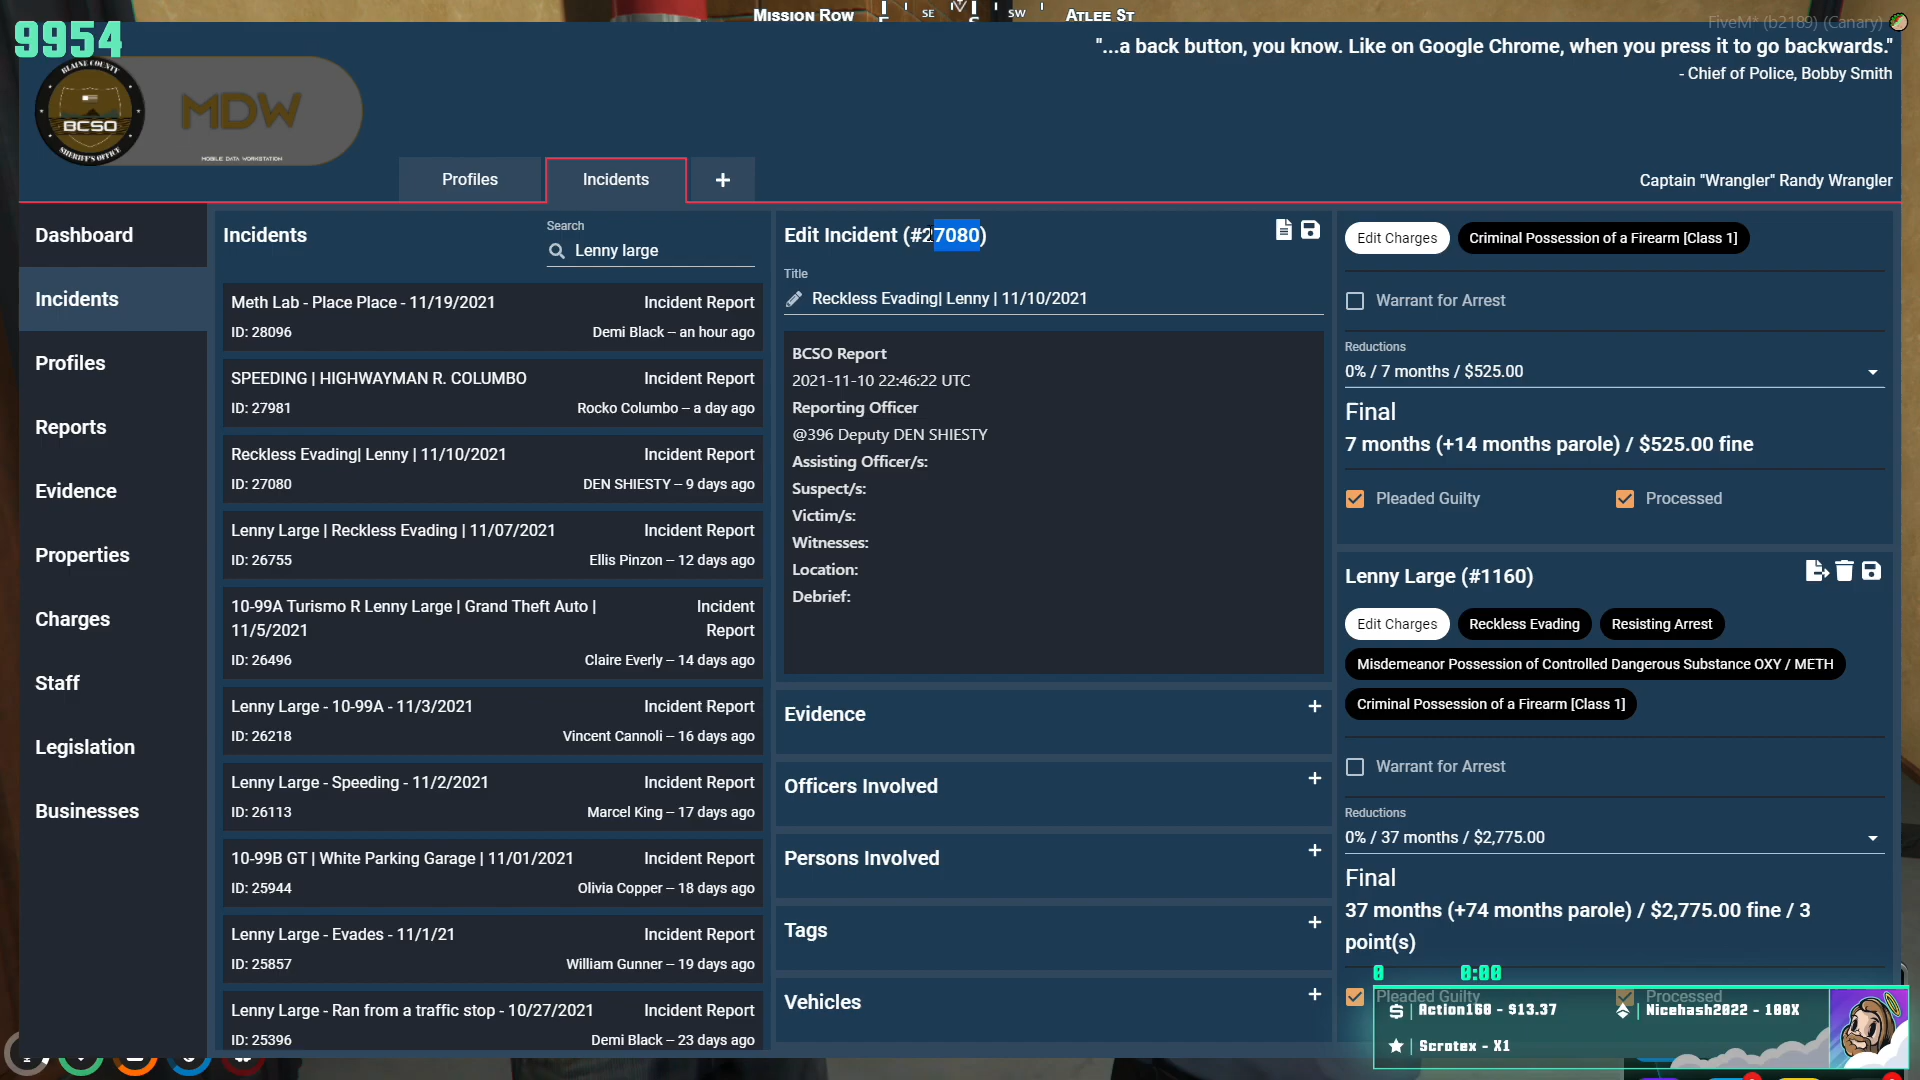 Mission Row
SE
S
SW
Atlee St
FiveM* (b2189) (Canary)
9954
"...a back button, you know. Like on Google Chrome, when you press it to go backwards."
- Chief of Police, Bobby Smith
BLAINE COUNTY
BCSO
SHERIFF'S OFFICE
MDW
MOBILE DATA WORKSTATION
Profiles
Incidents
+
Captain "Wrangler" Randy Wrangler
Dashboard
Incidents
Profiles
Reports
Evidence
Properties
Charges
Staff
Legislation
Businesses
Incidents
Search
Lenny large
Meth Lab - Place Place - 11/19/2021
Incident Report
ID: 28096
Demi Black – an hour ago
SPEEDING | HIGHWAYMAN R. COLUMBO
Incident Report
ID: 27981
Rocko Columbo – a day ago
Reckless Evading| Lenny | 11/10/2021
Incident Report
ID: 27080
DEN SHIESTY – 9 days ago
Lenny Large | Reckless Evading | 11/07/2021
Incident Report
ID: 26755
Ellis Pinzon – 12 days ago
10-99A Turismo R Lenny Large | Grand Theft Auto |
11/5/2021
Incident
Report
ID: 26496
Claire Everly – 14 days ago
Lenny Large - 10-99A - 11/3/2021
Incident Report
ID: 26218
Vincent Cannoli – 16 days ago
Lenny Large - Speeding - 11/2/2021
Incident Report
ID: 26113
Marcel King – 17 days ago
10-99B GT | White Parking Garage | 11/01/2021
Incident Report
ID: 25944
Olivia Copper – 18 days ago
Lenny Large - Evades - 11/1/21
Incident Report
ID: 25857
William Gunner – 19 days ago
Lenny Large - Ran from a traffic stop - 10/27/2021
Incident Report
ID: 25396
Demi Black – 23 days ago
Edit Incident (#27080)
Title
Reckless Evading| Lenny | 11/10/2021
BCSO Report
2021-11-10 22:46:22 UTC
Reporting Officer
@396 Deputy DEN SHIESTY
Assisting Officer/s:
Suspect/s:
Victim/s:
Witnesses:
Location:
Debrief:
Evidence
+
Officers Involved
+
Persons Involved
+
Tags
+
Vehicles
+
Edit Charges
Criminal Possession of a Firearm [Class 1]
Warrant for Arrest
Reductions
0% / 7 months / $525.00
Final
7 months (+14 months parole) / $525.00 fine
Pleaded Guilty
Processed
Lenny Large (#1160)
Edit Charges
Reckless Evading
Resisting Arrest
Misdemeanor Possession of Controlled Dangerous Substance OXY / METH
Criminal Possession of a Firearm [Class 1]
Warrant for Arrest
Reductions
0% / 37 months / $2,775.00
Final
37 months (+74 months parole) / $2,775.00 fine / 3
point(s)
0
0:00
Pleaded Guilty
Processed
Action160 - $13.37
Nicehash2022 - 100X
Scrotex - X1